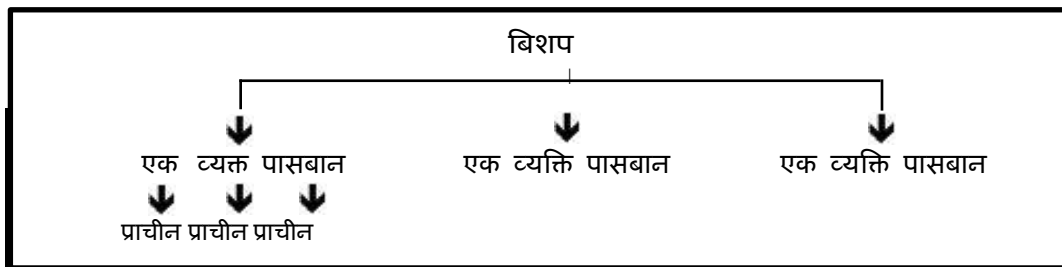 बिशप
एक व्यक्त पासबान एक व्यक्ति पासबान एक व्यक्ति पासबान
प्राचीन प्राचीन प्राचीन